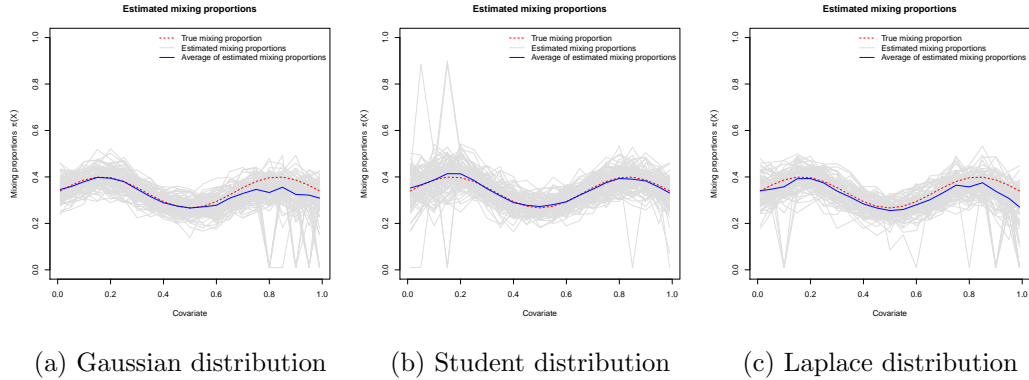 Estimated mixing proportions
True mixing proportion
Estimated mixing proportions
Average of estimated mixing proportions
Mixing proportions π(X)
1.0
0.8
0.6
0.4
0.2
0.0
0.0 0.2 0.4 0.6 0.8 1.0
Covariate
(a) Gaussian distribution
Estimated mixing proportions
True mixing proportion
Estimated mixing proportions
Average of estimated mixing proportions
Mixing proportions π(X)
1.0
0.8
0.6
0.4
0.2
0.0
0.0 0.2 0.4 0.6 0.8 1.0
Covariate
(b) Student distribution
Estimated mixing proportions
True mixing proportion
Estimated mixing proportions
Average of estimated mixing proportions
Mixing proportions π(X)
1.0
0.8
0.6
0.4
0.2
0.0
0.0 0.2 0.4 0.6 0.8 1.0
Covariate
(c) Laplace distribution